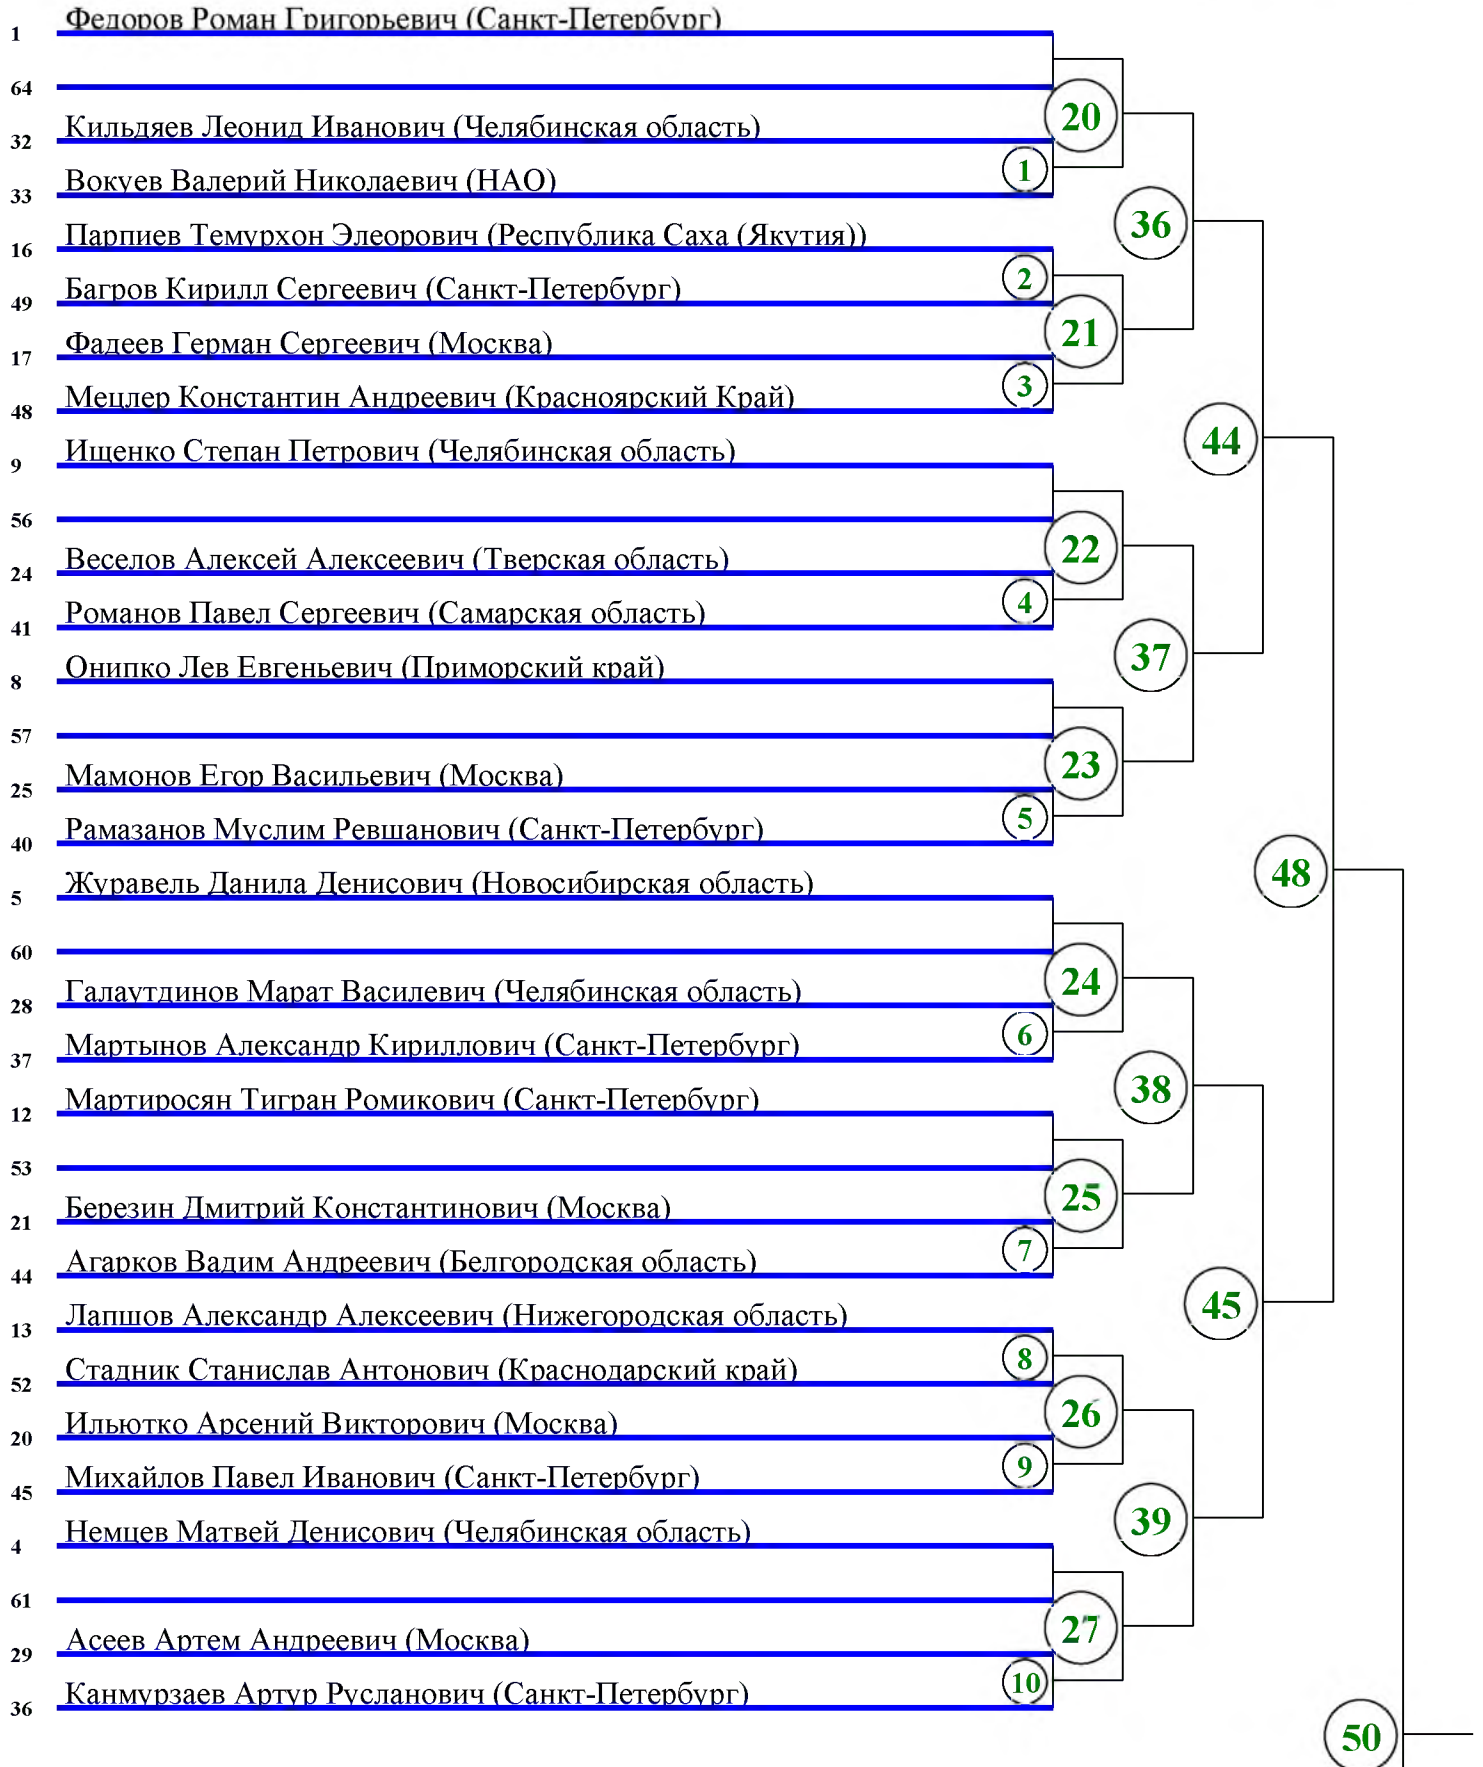 Федоров Роман Григорьевич (Санкт-Петербург)
1
64
20
Кильдяев Леонид Иванович (Челябинская область)
32
1
Вокуев Валерий Николаевич (НАО)
33
36
Парпиев Темурхон Элеорович (Республика Саха (Якутия))
16
2
Багров Кирилл Сергеевич (Санкт-Петербург)
49
21
Фадеев Герман Сергеевич (Москва)
17
3
Мецлер Константин Андреевич (Красноярский Край)
48
44
Ищенко Степан Петрович (Челябинская область)
9
56
22
Веселов Алексей Алексеевич (Тверская область)
24
4
Романов Павел Сергеевич (Самарская область)
41
37
Онипко Лев Евгеньевич (Приморский край)
8
57
23
Мамонов Егор Васильевич (Москва)
25
5
Рамазанов Муслим Ревшанович (Санкт-Петербург)
40
48
Журавель Данила Денисович (Новосибирская область)
5
60
24
Галаутдинов Марат Василевич (Челябинская область)
28
6
Мартынов Александр Кириллович (Санкт-Петербург)
37
38
Мартиросян Тигран Ромикович (Санкт-Петербург)
12
53
25
Березин Дмитрий Константинович (Москва)
21
7
Агарков Вадим Андреевич (Белгородская область)
44
45
Лапшов Александр Алексеевич (Нижегородская область)
13
8
Стадник Станислав Антонович (Краснодарский край)
52
26
Ильютко Арсений Викторович (Москва)
20
9
Михайлов Павел Иванович (Санкт-Петербург)
45
39
Немцев Матвей Денисович (Челябинская область)
4
61
27
Асеев Артем Андреевич (Москва)
29
10
Канмурзаев Артур Русланович (Санкт-Петербург)
36
50